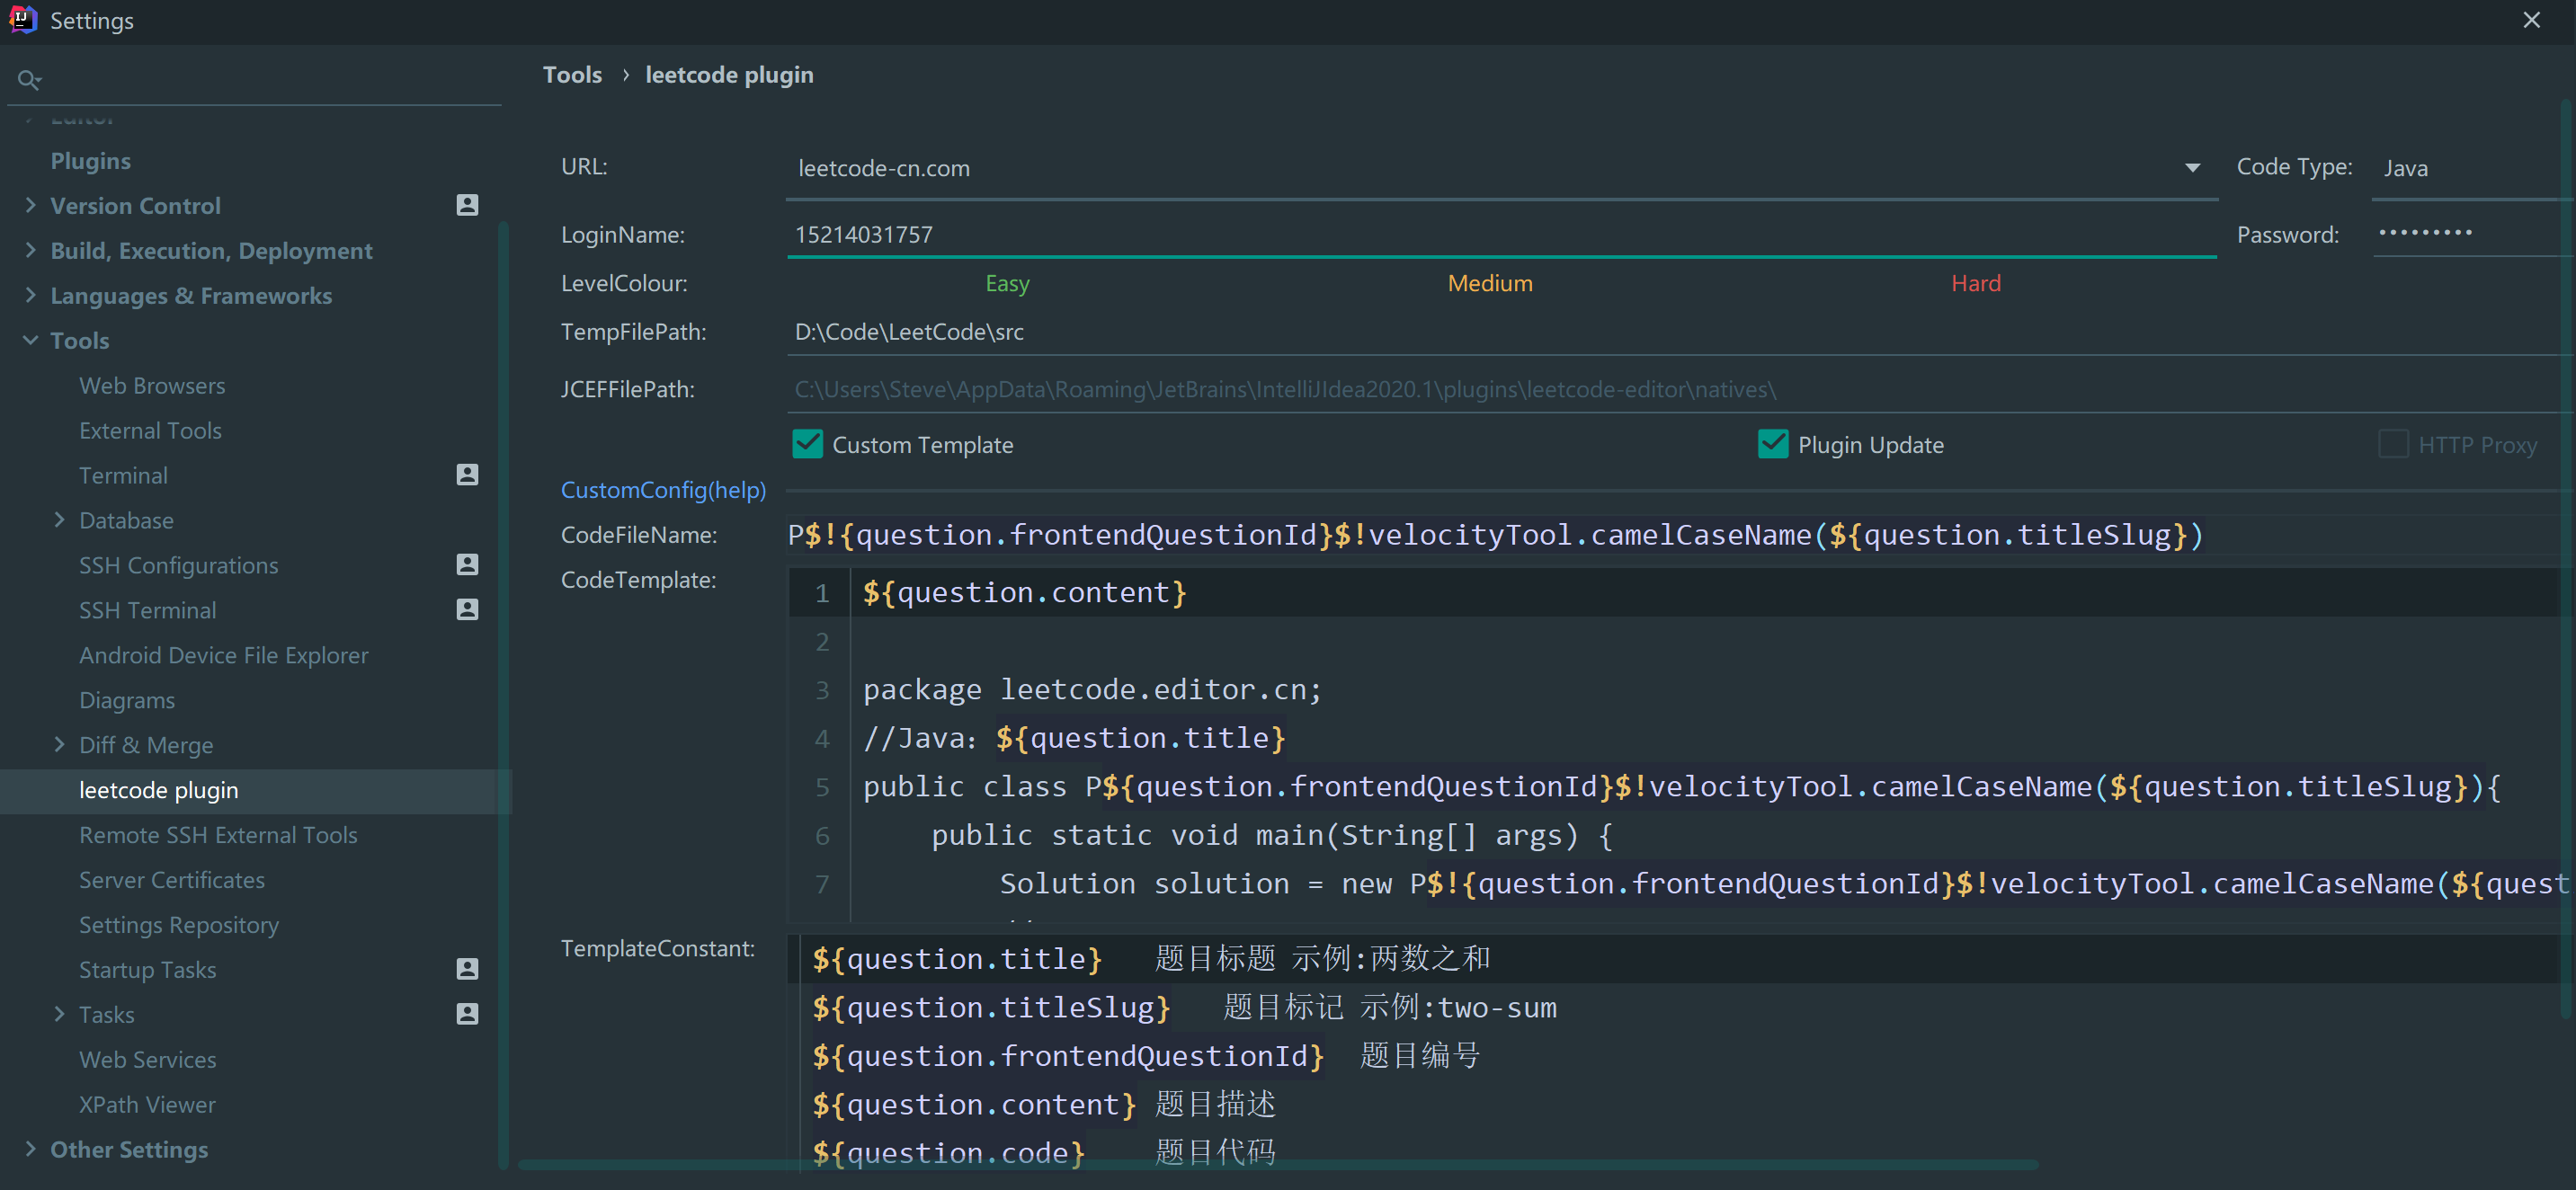 Settings
Editor
Plugins
Version Control
Build, Execution, Deployment
Languages & Frameworks
Tools
Web Browsers
External Tools
Terminal
Database
SSH Configurations
SSH Terminal
Android Device File Explorer
Diagrams
Diff & Merge
leetcode plugin
Remote SSH External Tools
Server Certificates
Settings Repository
Startup Tasks
Tasks
Web Services
XPath Viewer
Other Settings
Tools › leetcode plugin
URL: leetcode-cn.com Code Type: Java
LoginName: 15214031757 Password: •••••••••
LevelColour: Easy Medium Hard
TempFilePath: D:\Code\LeetCode\src
JCEFFilePath: C:\Users\Steve\AppData\Roaming\JetBrains\IntelliJIdea2020.1\plugins\leetcode-editor\natives\
Custom Template Plugin Update HTTP Proxy
CustomConfig(help)
CodeFileName: P$!{question.frontendQuestionId}$!velocityTool.camelCaseName(${question.titleSlug})
CodeTemplate:
1 ${question.content}
2
3 package leetcode.editor.cn;
4 //Java：${question.title}
5 public class P${question.frontendQuestionId}$!velocityTool.camelCaseName(${question.titleSlug}){
6 public static void main(String[] args) {
7 Solution solution = new P$!{question.frontendQuestionId}$!velocityTool.camelCaseName(${quest
TemplateConstant:
${question.title} 题目标题 示例:两数之和
${question.titleSlug} 题目标记 示例:two-sum
${question.frontendQuestionId} 题目编号
${question.content} 题目描述
${question.code} 题目代码